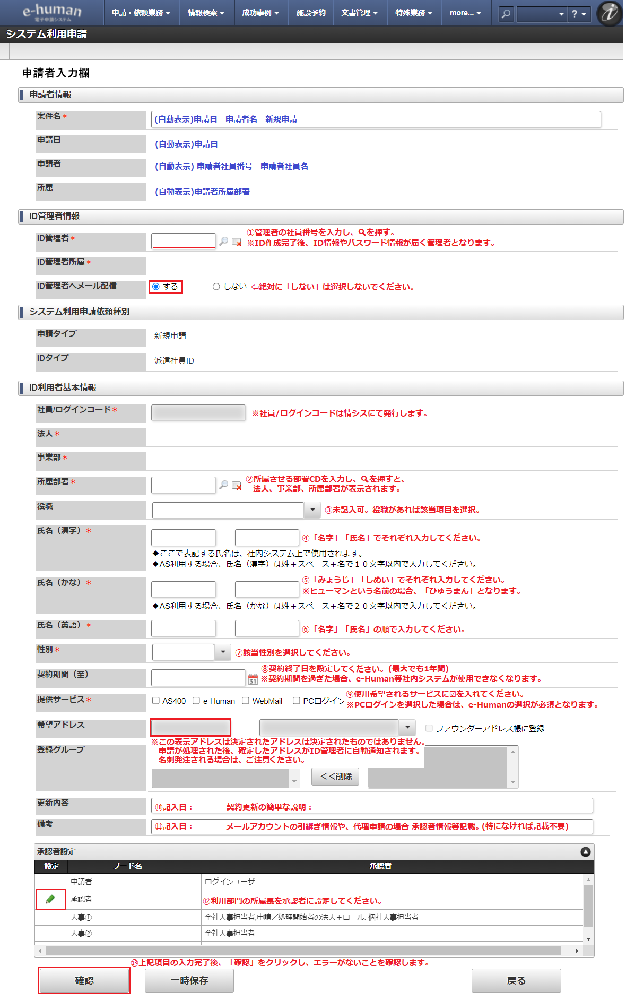 e-human
電子申請システム
申請・依頼業務
情報検索
成功事例
施設予約
文書管理
特殊業務
more...
?
システム利用申請
申請者入力欄
申請者情報
案件名*
(自動表示)申請日　申請者名　新規申請
申請日
(自動表示)申請日
申請者
(自動表示) 申請者社員番号　申請者社員名
所属
(自動表示)申請者所属部署
ID管理者情報
ID管理者*
①管理者の社員番号を入力し、🔍を押す。
※ID作成完了後、ID情報やパスワード情報が届く管理者となります。
ID管理者所属*
ID管理者へメール配信
する
しない ⇦絶対に「しない」は選択しないでください。
システム利用申請依頼種別
申請タイプ
新規申請
IDタイプ
派遣社員ID
ID利用者基本情報
社員/ログインコード*
※社員/ログインコードは情シスにて発行します。
法人*
事業部*
所属部署*
②所属させる部署CDを入力し、🔍を押すと、
法人、事業部、所属部署が表示されます。
役職
③未記入可。役職があれば該当項目を選択。
氏名（漢字）*
④「名字」「氏名」でそれぞれ入力してください。
◆ここで表記する氏名は、社内システム上で使用されます。
◆AS利用する場合、氏名（漢字）は姓＋スペース＋名で１０文字以内で入力してください。
氏名（かな）*
⑤「みょうじ」「しめい」でそれぞれ入力してください。
※ヒューマンという名前の場合、「ひゅうまん」となります。
◆AS利用する場合、氏名（かな）は姓＋スペース＋名で２０文字以内で入力してください。
氏名（英語）*
⑥「名字」「氏名」の順で入力してください。
性別*
⑦該当性別を選択してください。
契約期間（至）
31
⑧契約終了日を設定してください。(最大でも1年間)
※契約期間を過ぎた場合、e-Human等社内システムが使用できなくなります。
提供サービス*
AS400
e-Human
WebMail
PCログイン
⑨使用希望されるサービスに☑を入れてください。
※PCログインを選択した場合は、e-Humanの選択が必須となります。
希望アドレス
ファウンダーアドレス帳に登録
※この表示アドレスは決定されたアドレスは決定されたものではありません。
申請が処理された後、確定したアドレスがID管理者に自動通知されます。
名刺発注される場合は、ご注意ください。
登録グループ
＜＜削除
更新内容
⑩記入日：　　　　契約更新の簡単な説明：
備考
⑪記入日：　　　　メールアカウントの引継ぎ情報や、代理申請の場合 承認者情報等記載。(特になければ記載不要)
承認者設定
設定
ノード名
承認者
申請者
ログインユーザ
承認者
⑫利用部門の所属長を承認者に設定してください。
人事①
全社人事担当者,申請／処理開始者の法人＋ロール: 個社人事担当者
人事②
全社人事担当者
⑬上記項目の入力完了後、「確認」をクリックし、エラーがないことを確認します。
確認
一時保存
戻る